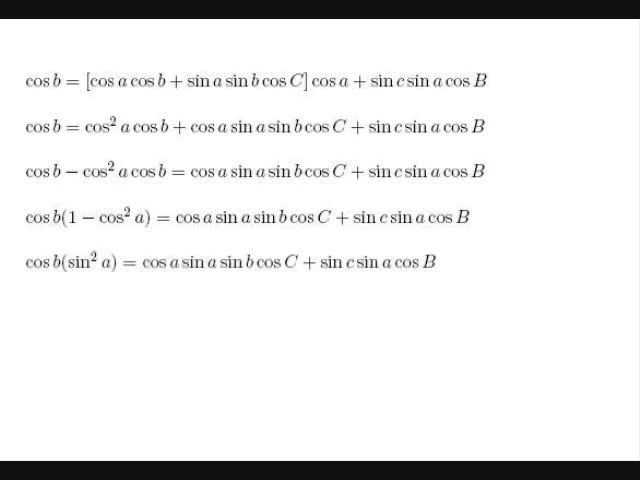 cos b = [cos a cos b + sin a sin b cos C] cos a + sin c sin a cos B
cos b = cos² a cos b + cos a sin a sin b cos C + sin c sin a cos B
cos b − cos² a cos b = cos a sin a sin b cos C + sin c sin a cos B
cos b(1 − cos² a) = cos a sin a sin b cos C + sin c sin a cos B
cos b(sin² a) = cos a sin a sin b cos C + sin c sin a cos B